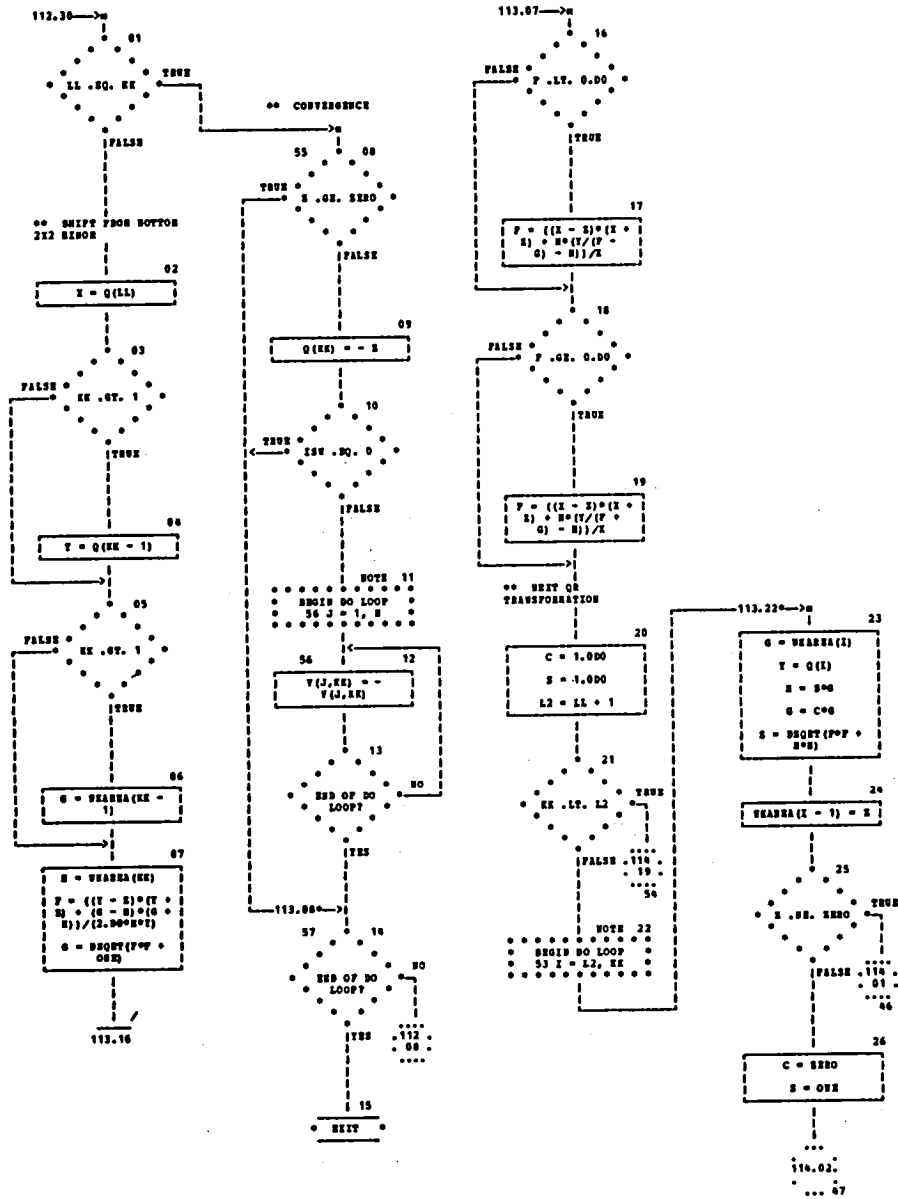 112.30--->
01
LL .EQ. KK
TRUE
FALSE
** SHIFT FROM BOTTOM
2X2 MINOR
02
X = Q(LL)
03
FALSE
KK .GT. 1
TRUE
04
Y = Q(KK - 1)
05
FALSE
KK .GT. 1
TRUE
06
G = WKAREA(KK -
1)
07
H = WKAREA(KK)
F = ((Y - Z)*(Y +
Z) + (G - H)*(G +
H))/(2.D0*H*Y)
G = DSQRT(F*F +
ONE)
113.16
** CONVERGENCE
55
08
TRUE
Z .GE. ZERO
FALSE
09
Q(KK) = - Z
10
TRUE
ISW .EQ. 0
FALSE
NOTE
11
BEGIN DO LOOP
56 J = 1, N
56
12
V(J,KK) = -
V(J,KK)
13
END OF DO
LOOP?
NO
YES
113.08*-->
57
14
END OF DO
LOOP?
NO
YES
112
08
15
EXIT
113.07--->
16
FALSE
F .LT. 0.D0
TRUE
17
F = ((X - Z)*(X +
Z) + H*(Y/(F -
G) - H))/X
18
FALSE
F .GE. 0.D0
TRUE
19
F = ((X - Z)*(X +
Z) + H*(Y/(F +
G) - H))/X
** NEXT QR
TRANSFORMATION
20
C = 1.0D0
S = 1.0D0
L2 = LL + 1
21
KK .LT. L2
TRUE
FALSE
114
19
54
NOTE
22
BEGIN DO LOOP
53 I = L2, KK
113.22*-->
23
G = WKAREA(I)
Y = Q(I)
H = S*G
G = C*G
Z = DSQRT(F*F +
H*H)
24
WKAREA(I - 1) = Z
25
Z .NE. ZERO
TRUE
FALSE
114
01
46
26
C = ZERO
S = ONE
114.02
47